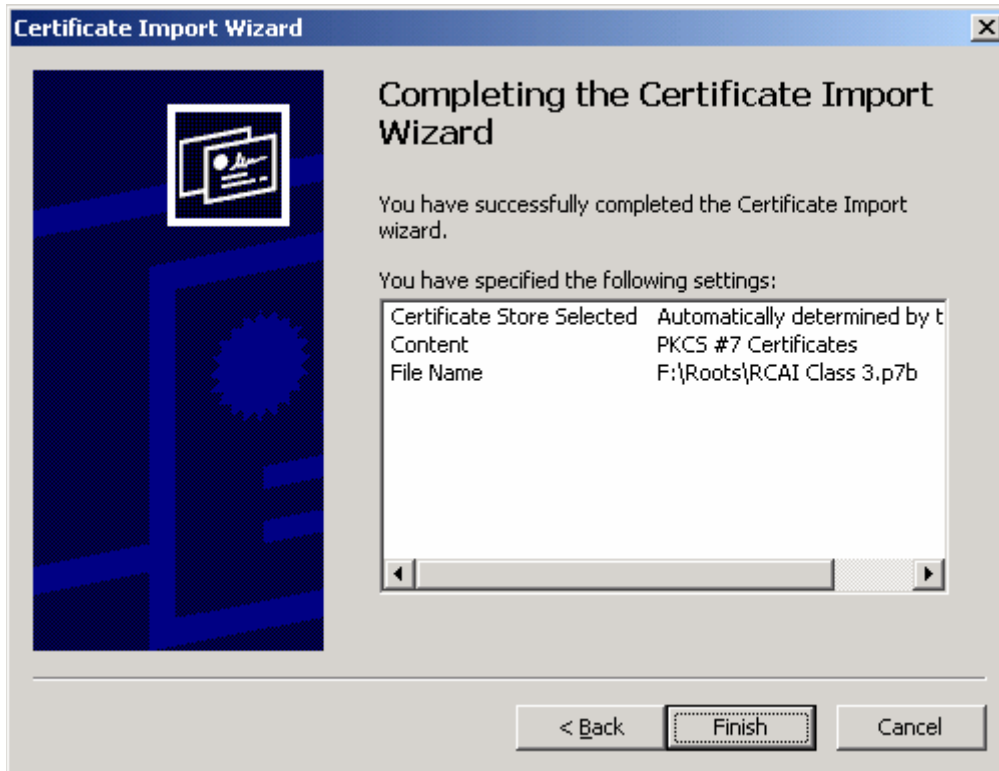 Certificate Import Wizard
Completing the Certificate Import
Wizard
You have successfully completed the Certificate Import
wizard.
You have specified the following settings:
Certificate Store Selected Automatically determined by t
Content PKCS #7 Certificates
File Name F:\Roots\RCAI Class 3.p7b
< Back Finish Cancel